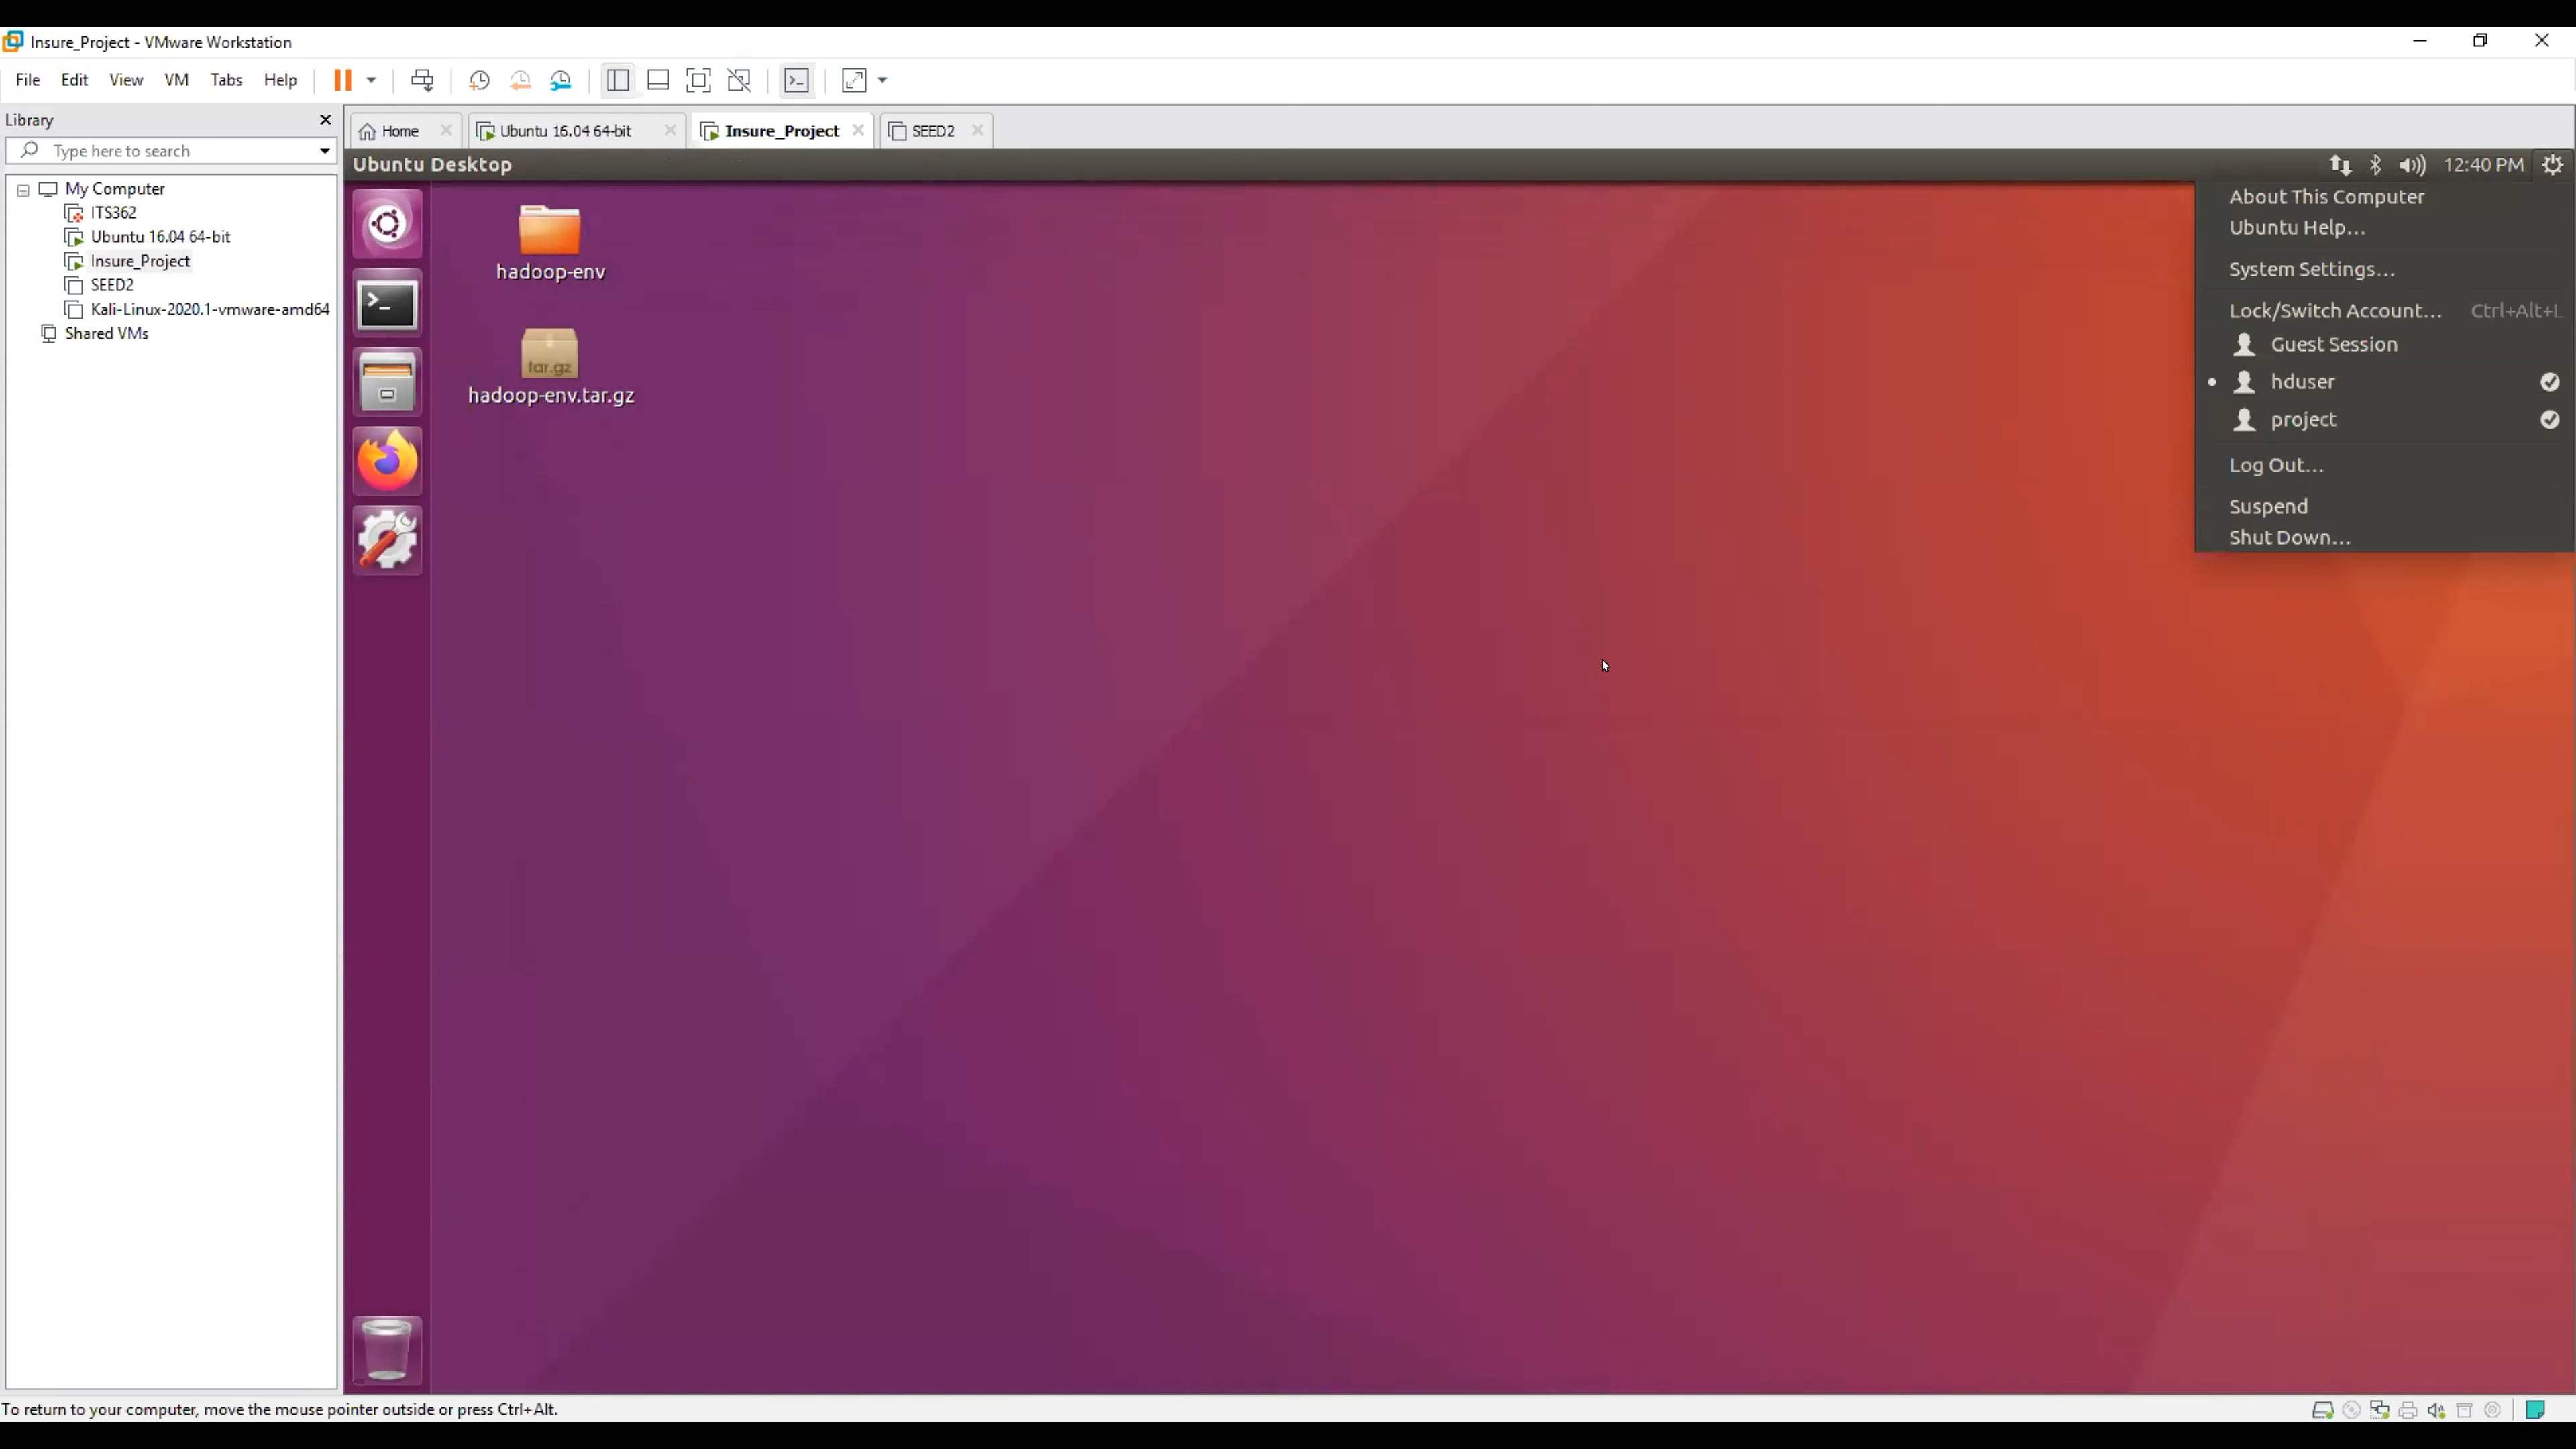 Insure_Project - VMware Workstation
File Edit View VM Tabs Help
Library
Type here to search
My Computer
ITS362
Ubuntu 16.04 64-bit
Insure_Project
SEED2
Kali-Linux-2020.1-vmware-amd64
Shared VMs
Home Ubuntu 16.04 64-bit Insure_Project SEED2
Ubuntu Desktop 12:40 PM
hadoop-env
tar.gz
hadoop-env.tar.gz
About This Computer
Ubuntu Help...
System Settings...
Lock/Switch Account... Ctrl+Alt+L
Guest Session
hduser
project
Log Out...
Suspend
Shut Down...
To return to your computer, move the mouse pointer outside or press Ctrl+Alt.